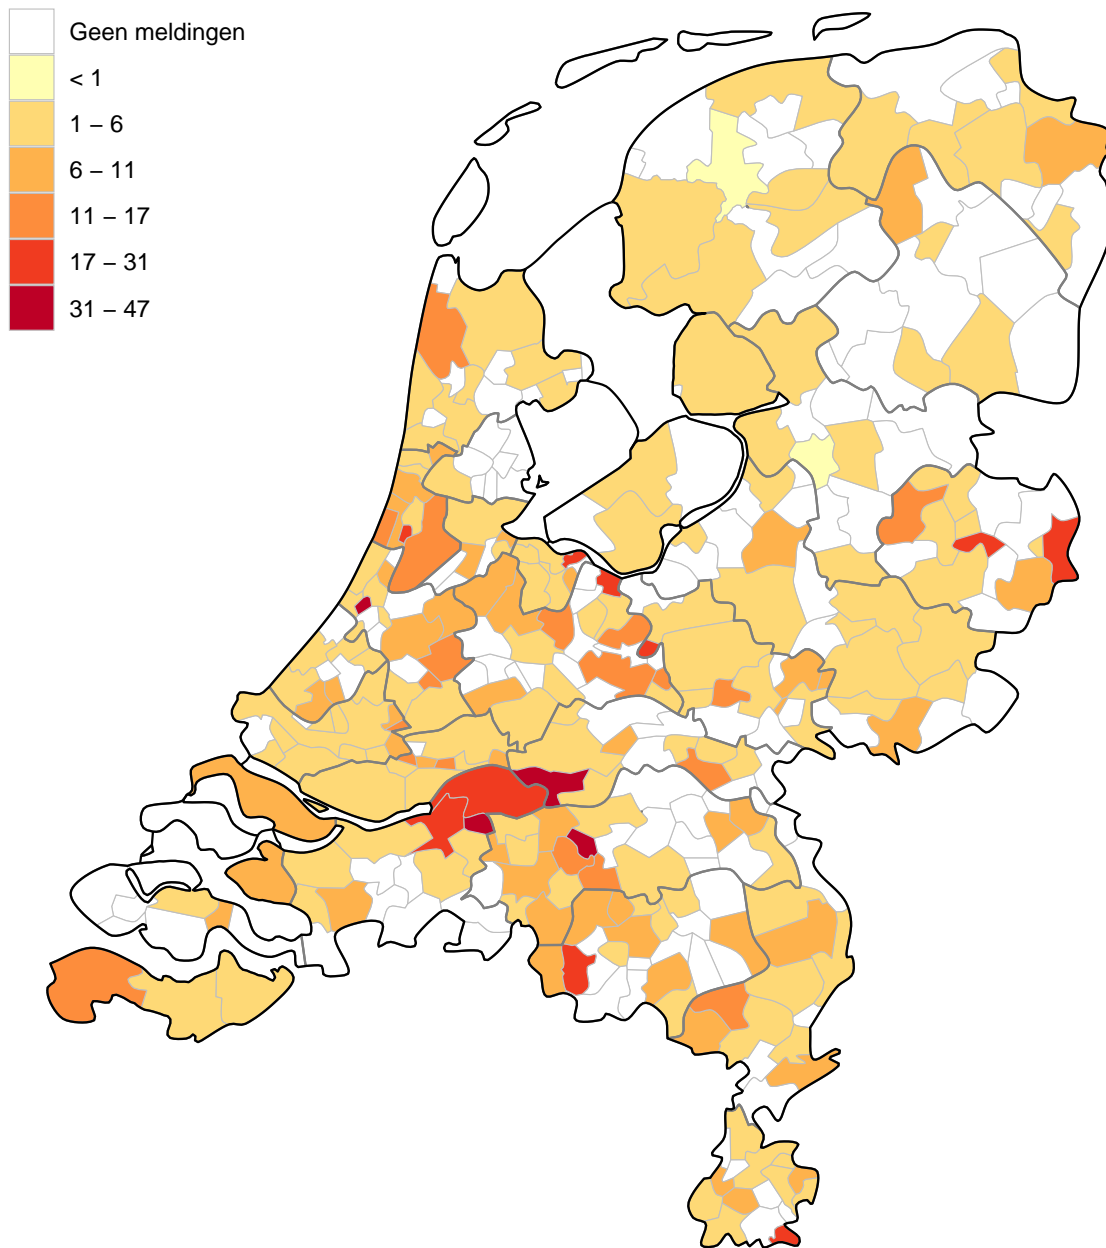 Geen meldingen
< 1
1 – 6
6 – 11
11 – 17
17 – 31
31 – 47